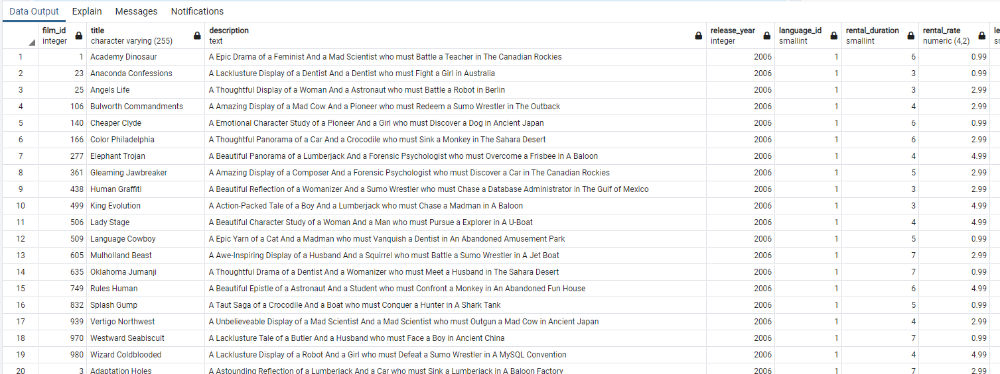 Data Output Explain Messages Notifications
film_id title description release_year language_id rental_duration rental_rate le
integer character varying (255) text integer smallint smallint numeric (4,2) sr
1 1 Academy Dinosaur A Epic Drama of a Feminist And a Mad Scientist who must Battle a Teacher in The Canadian Rockies 2006 1 6 0.99
2 23 Anaconda Confessions A Lacklusture Display of a Dentist And a Dentist who must Fight a Girl in Australia 2006 1 3 0.99
3 25 Angels Life A Thoughtful Display of a Woman And a Astronaut who must Battle a Robot in Berlin 2006 1 3 2.99
4 106 Bulworth Commandments A Amazing Display of a Mad Cow And a Pioneer who must Redeem a Sumo Wrestler in The Outback 2006 1 4 2.99
5 140 Cheaper Clyde A Emotional Character Study of a Pioneer And a Girl who must Discover a Dog in Ancient Japan 2006 1 6 0.99
6 166 Color Philadelphia A Thoughtful Panorama of a Car And a Crocodile who must Sink a Monkey in The Sahara Desert 2006 1 6 2.99
7 277 Elephant Trojan A Beautiful Panorama of a Lumberjack And a Forensic Psychologist who must Overcome a Frisbee in A Baloon 2006 1 4 4.99
8 361 Gleaming Jawbreaker A Amazing Display of a Composer And a Forensic Psychologist who must Discover a Car in The Canadian Rockies 2006 1 5 2.99
9 438 Human Graffiti A Beautiful Reflection of a Womanizer And a Sumo Wrestler who must Chase a Database Administrator in The Gulf of Mexico 2006 1 3 2.99
10 499 King Evolution A Action-Packed Tale of a Boy And a Lumberjack who must Chase a Madman in A Baloon 2006 1 3 4.99
11 506 Lady Stage A Beautiful Character Study of a Woman And a Man who must Pursue a Explorer in A U-Boat 2006 1 4 4.99
12 509 Language Cowboy A Epic Yarn of a Cat And a Madman who must Vanquish a Dentist in An Abandoned Amusement Park 2006 1 5 0.99
13 605 Mulholland Beast A Awe-Inspiring Display of a Husband And a Squirrel who must Battle a Sumo Wrestler in A Jet Boat 2006 1 7 2.99
14 635 Oklahoma Jumanji A Thoughtful Drama of a Dentist And a Womanizer who must Meet a Husband in The Sahara Desert 2006 1 7 0.99
15 749 Rules Human A Beautiful Epistle of a Astronaut And a Student who must Confront a Monkey in An Abandoned Fun House 2006 1 6 4.99
16 832 Splash Gump A Taut Saga of a Crocodile And a Boat who must Conquer a Hunter in A Shark Tank 2006 1 5 0.99
17 939 Vertigo Northwest A Unbelieveable Display of a Mad Scientist And a Mad Scientist who must Outgun a Mad Cow in Ancient Japan 2006 1 4 2.99
18 970 Westward Seabiscuit A Lacklusture Tale of a Butler And a Husband who must Face a Boy in Ancient China 2006 1 7 0.99
19 980 Wizard Coldblooded A Lacklusture Display of a Robot And a Girl who must Defeat a Sumo Wrestler in A MySQL Convention 2006 1 4 4.99
20 3 Adaptation Holes A Astounding Reflection of a Lumberjack And a Car who must Sink a Lumberjack in A Baloon Factory 2006 1 7 2.99